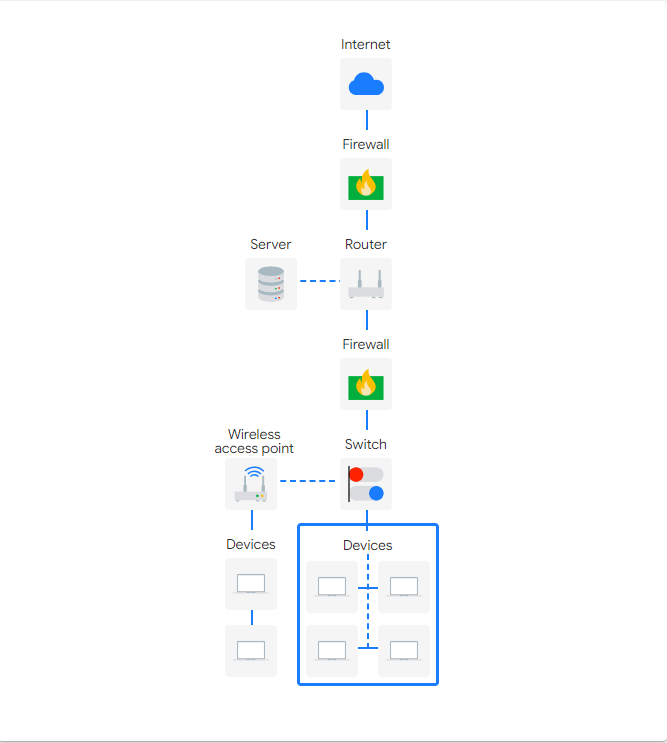 Internet
Firewall
Server
Router
Firewall
Wireless
access point
Switch
Devices
Devices